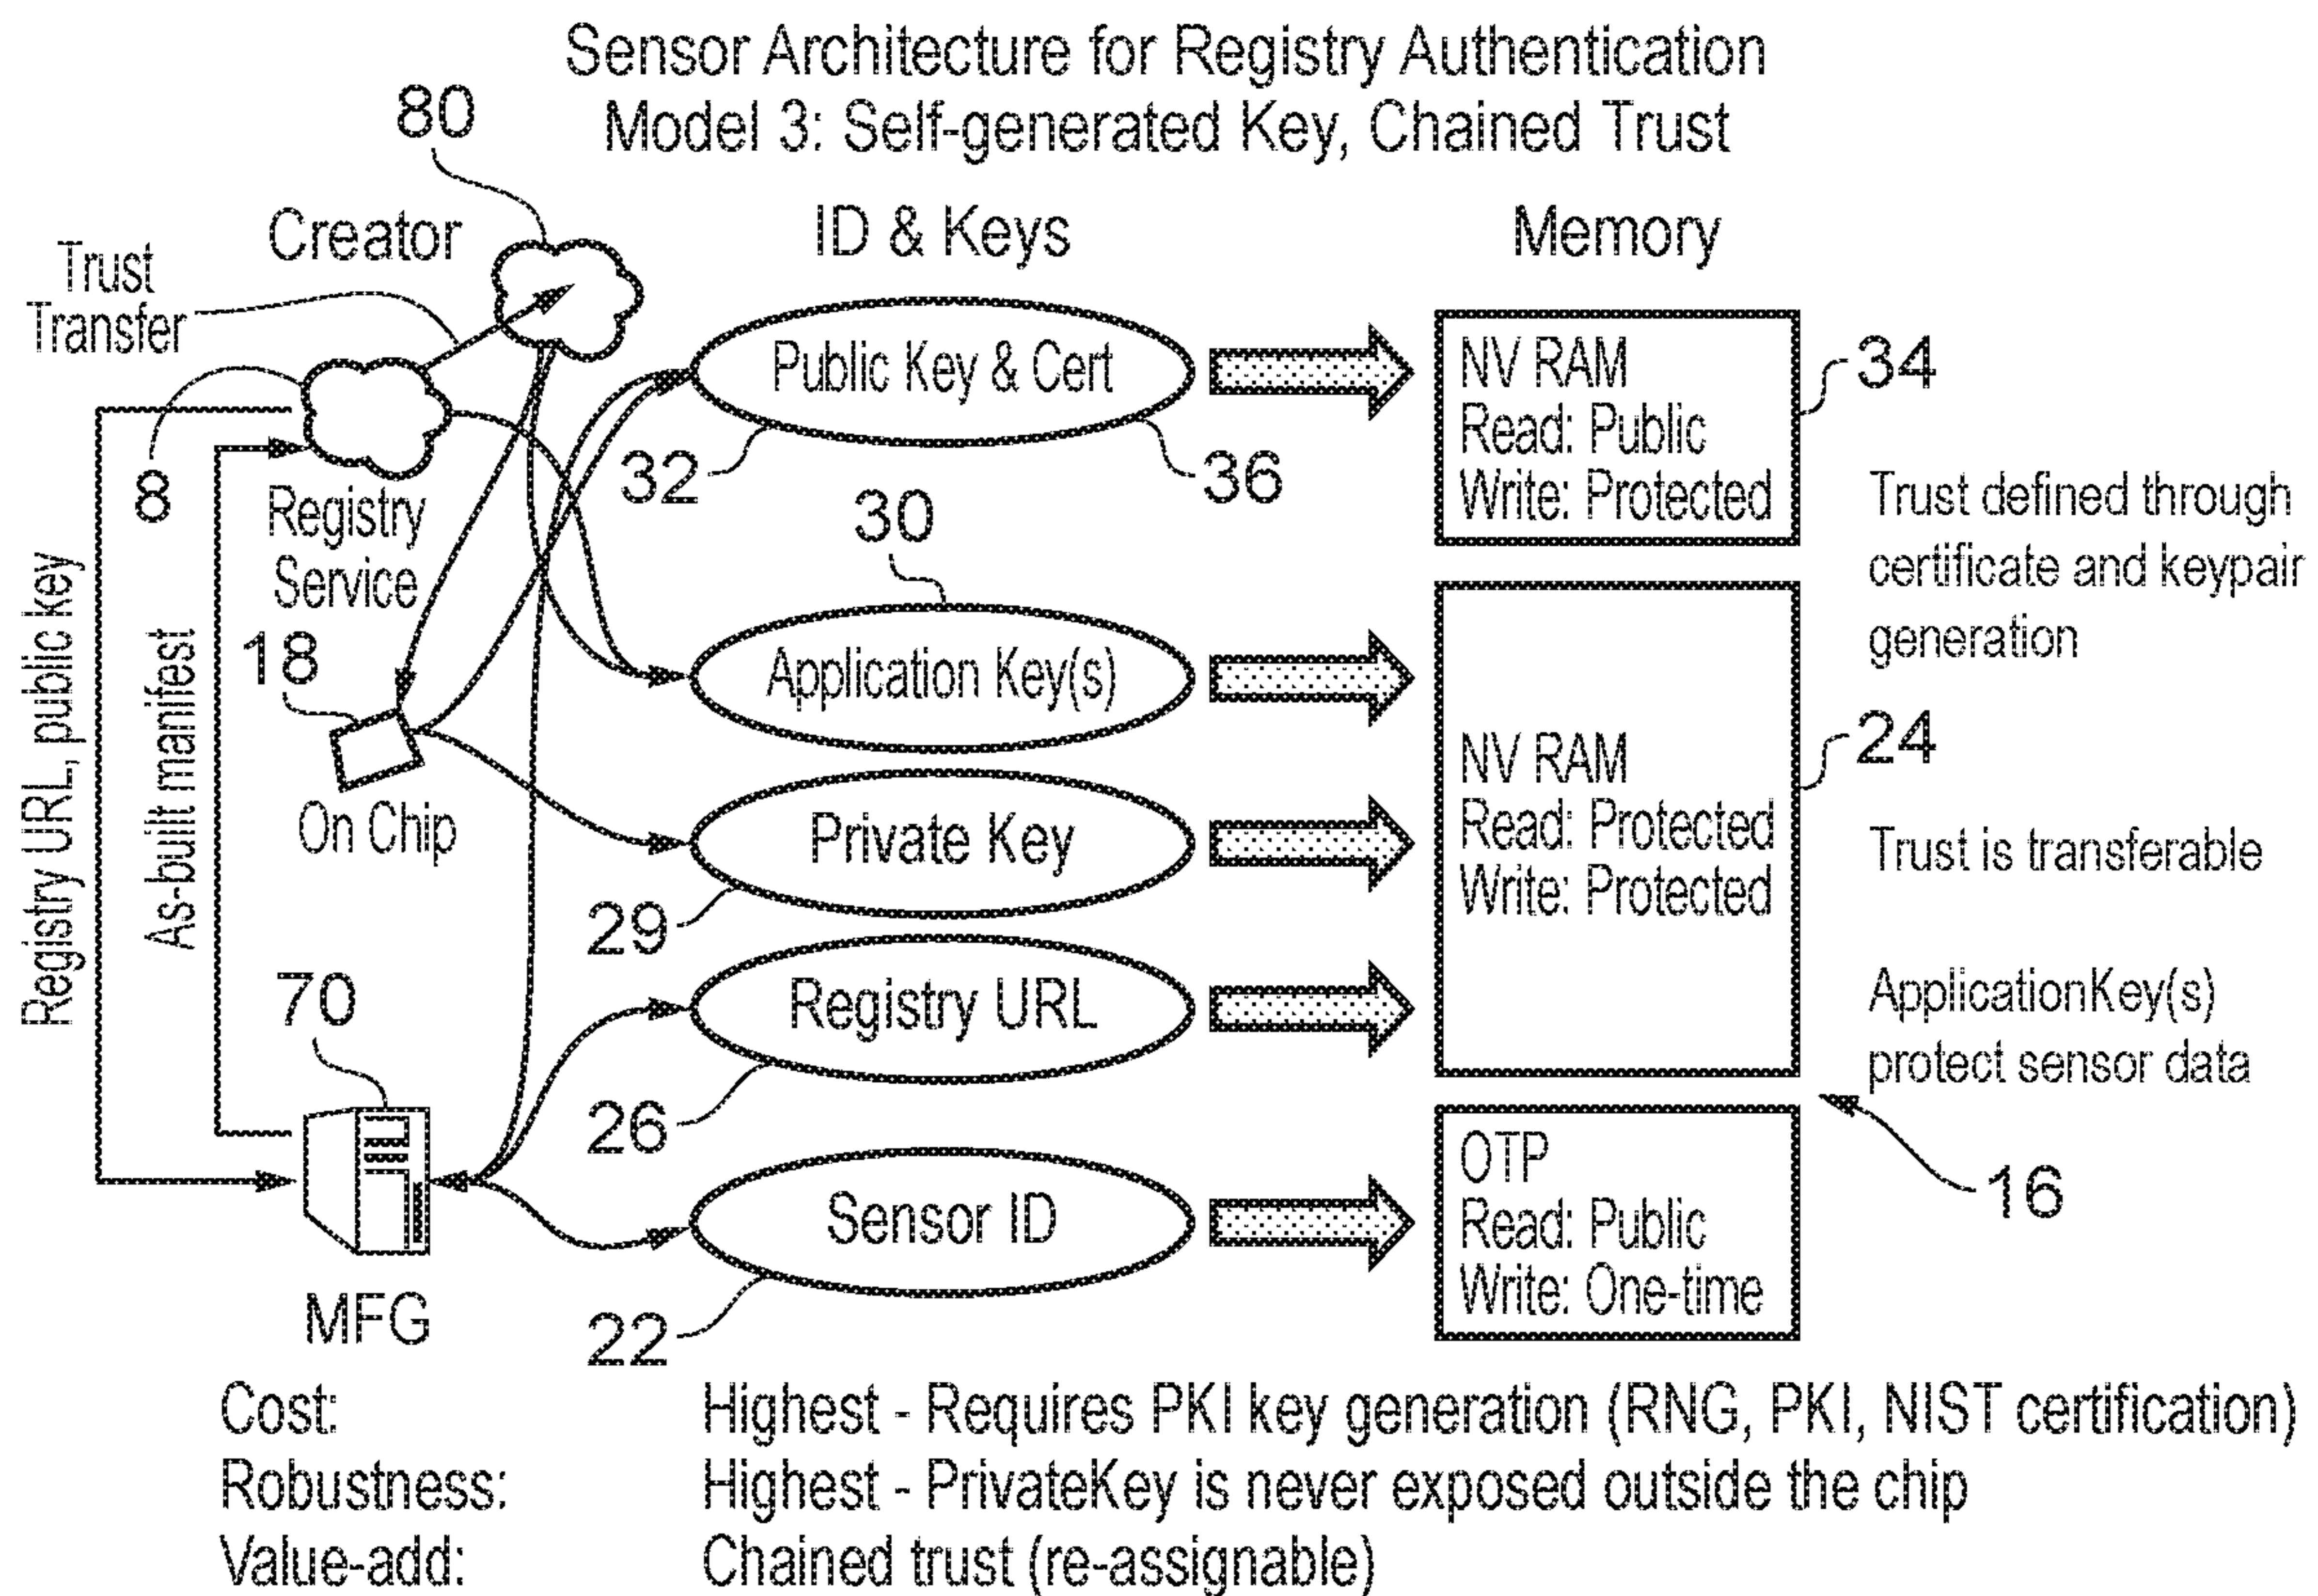 Sensor Architecture for Registry Authentication
Model 3: Self-generated Key, Chained Trust
80
Creator
ID & Keys
Memory
Trust
Transfer
Public Key & Cert
NV RAM
Read: Public
Write: Protected
34
8
32
36
Registry
Service
30
Trust defined through
certificate and keypair
generation
Registry URL, public key
As-built manifest
18
Application Key(s)
On Chip
NV RAM
Read: Protected
Write: Protected
24
Private Key
Trust is transferable
29
70
Registry URL
ApplicationKey(s)
protect sensor data
26
16
MFG
Sensor ID
OTP
Read: Public
Write: One-time
22
Cost: Highest - Requires PKI key generation (RNG, PKI, NIST certification)
Robustness: Highest - PrivateKey is never exposed outside the chip
Value-add: Chained trust (re-assignable)